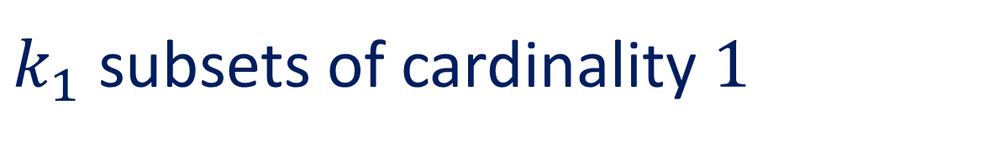 k₁ subsets of cardinality 1